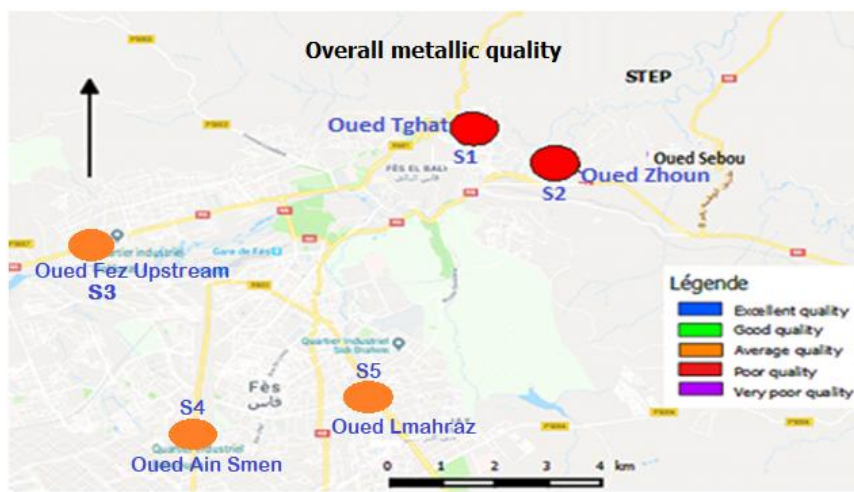 Overall metallic quality
STEP
Oued Tghat
S1
FÈS EL BALI
فاس البالي
S2
Oued Zhoun
Oued Sebou
Oued Fez Upstream
S3
Gare de Fès
Quartier industriel
Sidi Brahim
S5
Oued Lmahraz
Fès
فاس
S4
Quartier industriel
Oued Ain Smen
Légende
Excellent quality
Good quality
Average quality
Poor quality
Very poor quality
0 1 2 3 4 km